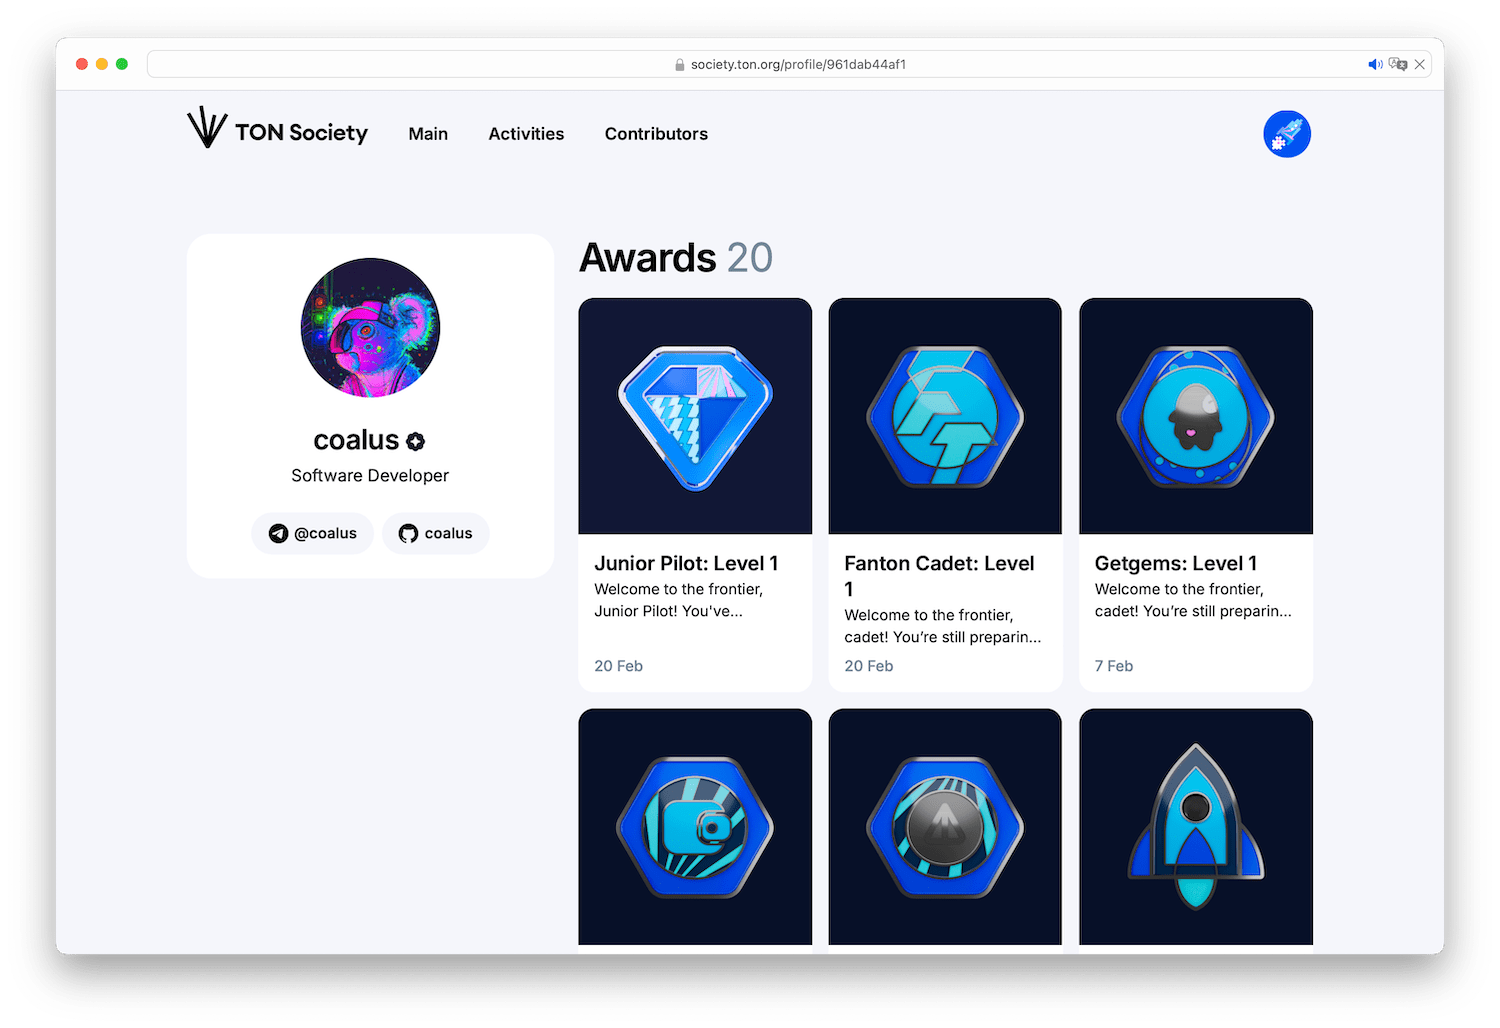 society.ton.org/profile/961dab44af1
TON Society
Main
Activities
Contributors
coalus
Software Developer
@coalus
coalus
Awards 20
Junior Pilot: Level 1
Welcome to the frontier,
Junior Pilot! You've...
20 Feb
Fanton Cadet: Level
1
Welcome to the frontier,
cadet! You’re still preparin...
20 Feb
Getgems: Level 1
Welcome to the frontier,
cadet! You’re still preparin...
7 Feb